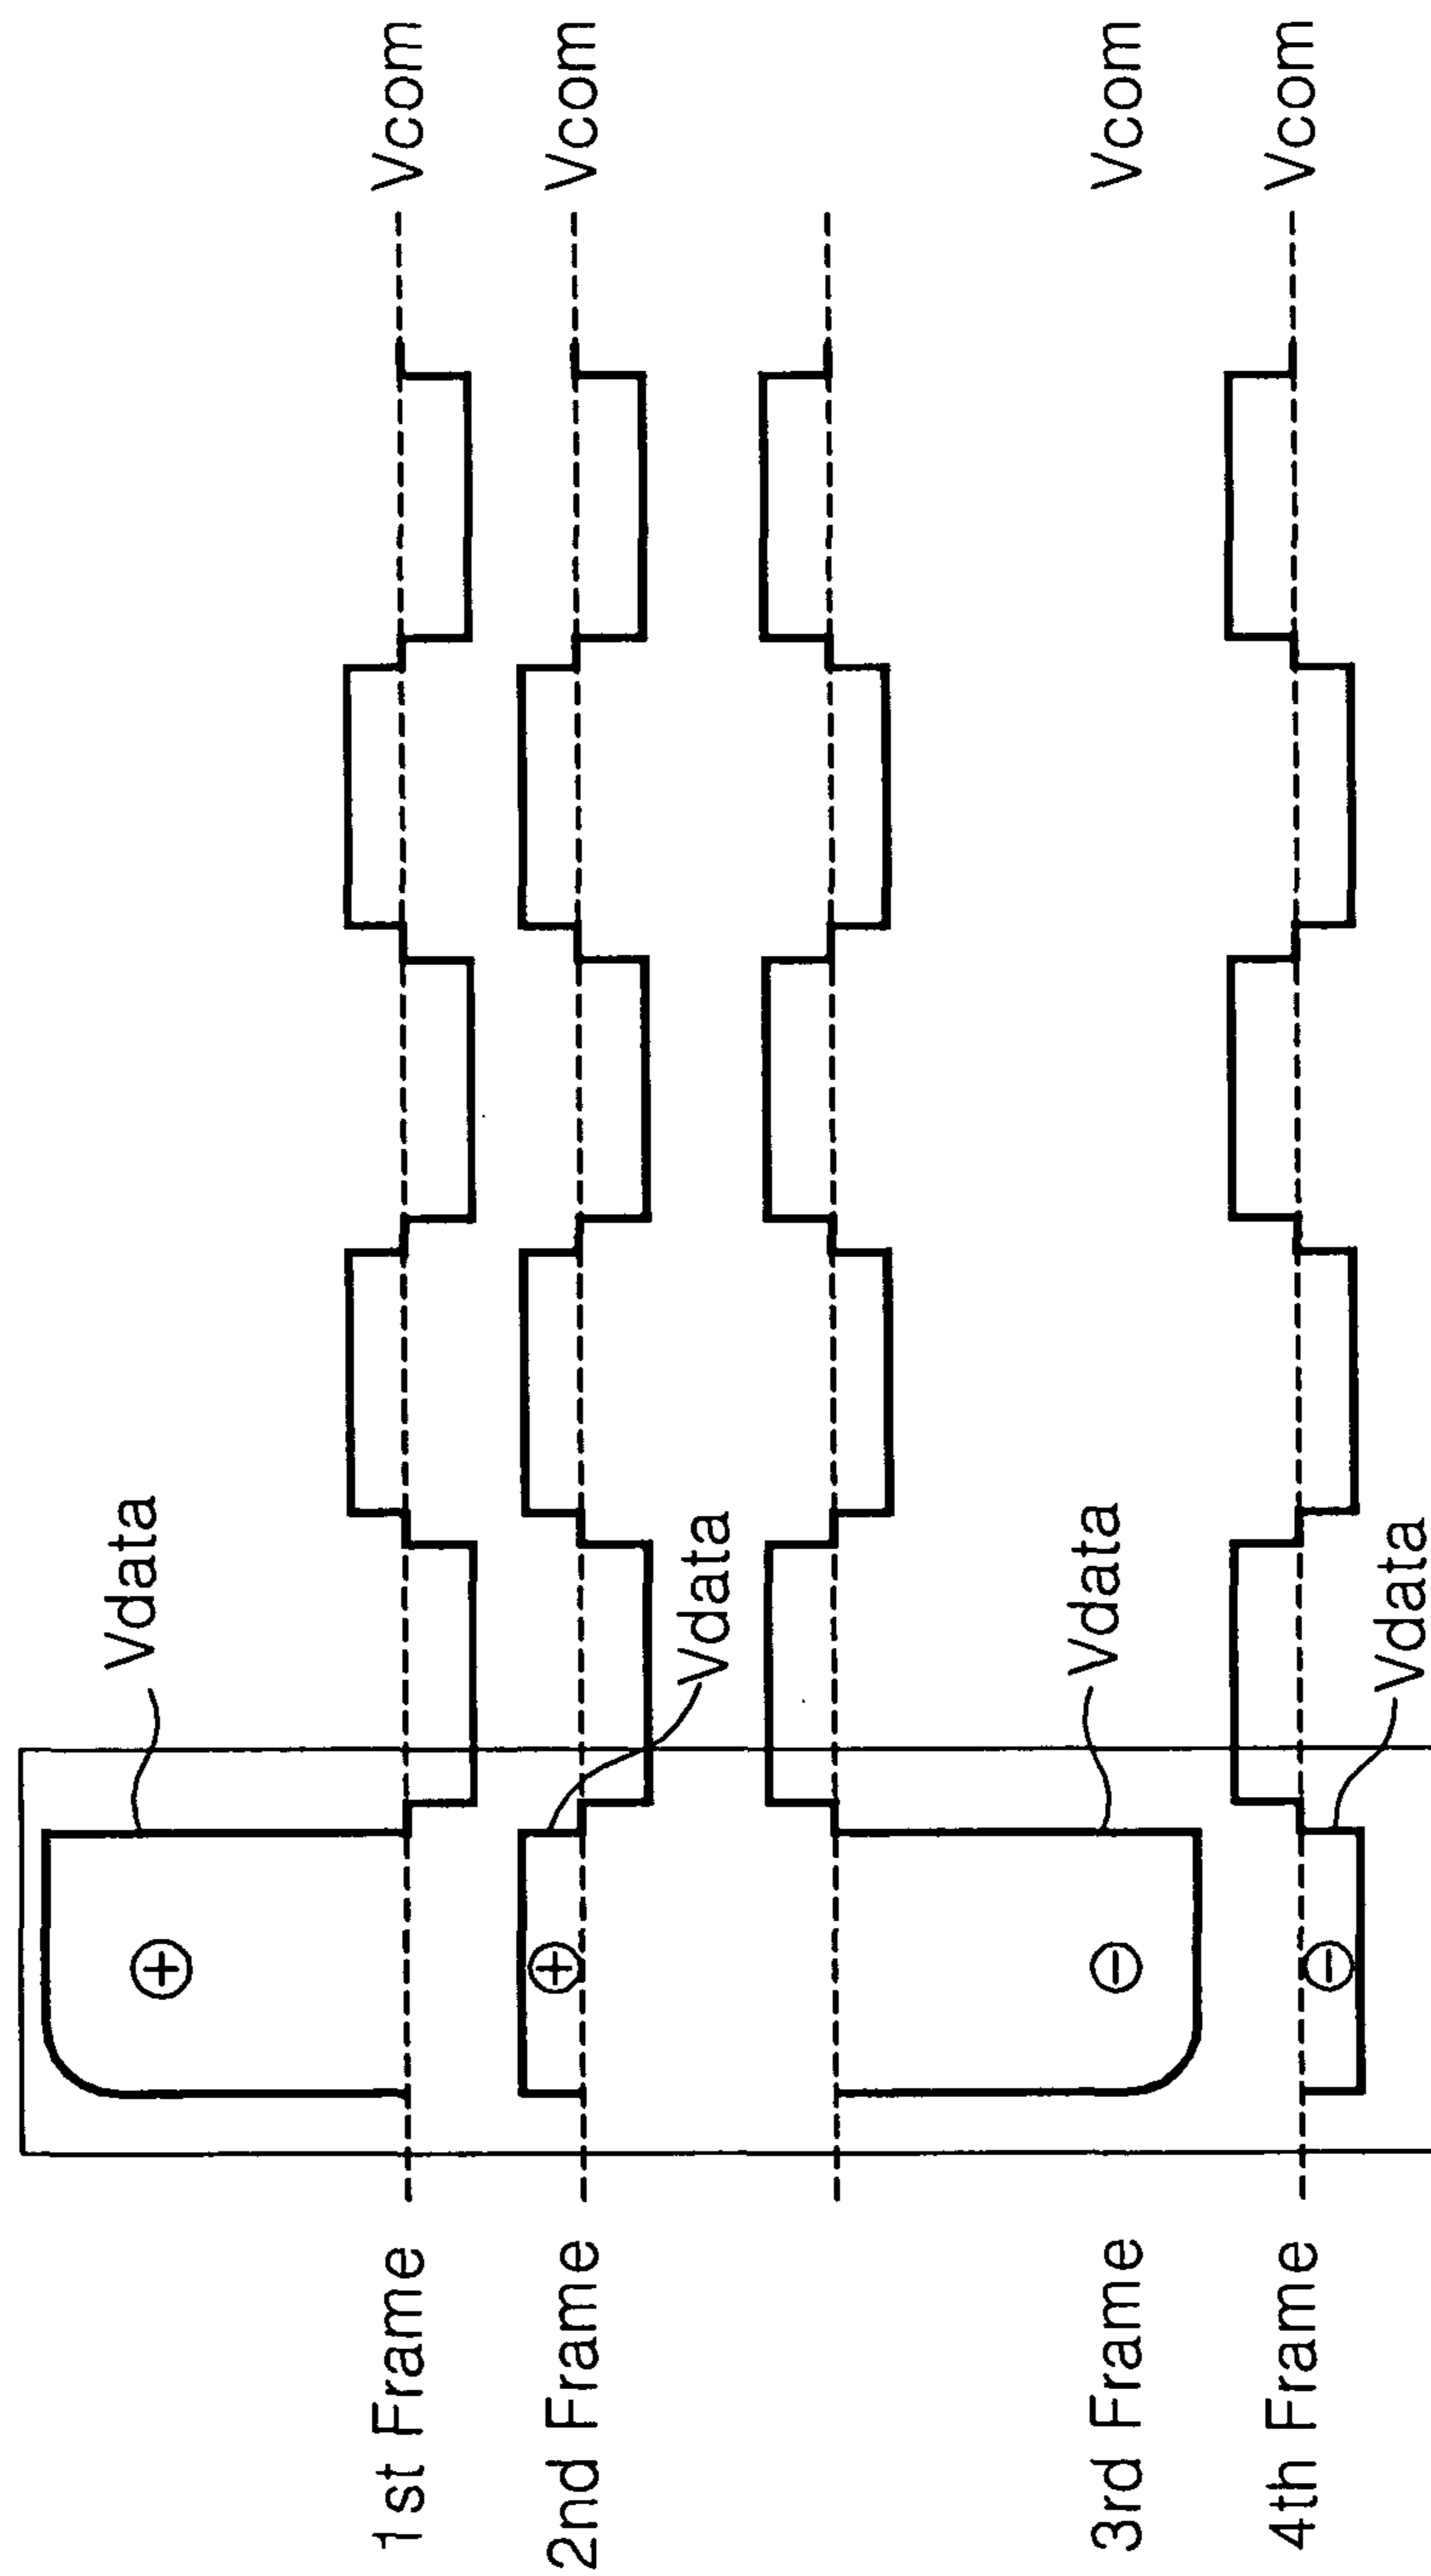 1st Frame
Vdata
⊕
Vcom
2nd Frame
⊕
Vdata
Vcom
3rd Frame
⊖
Vdata
Vcom
4th Frame
⊖
Vdata
Vcom